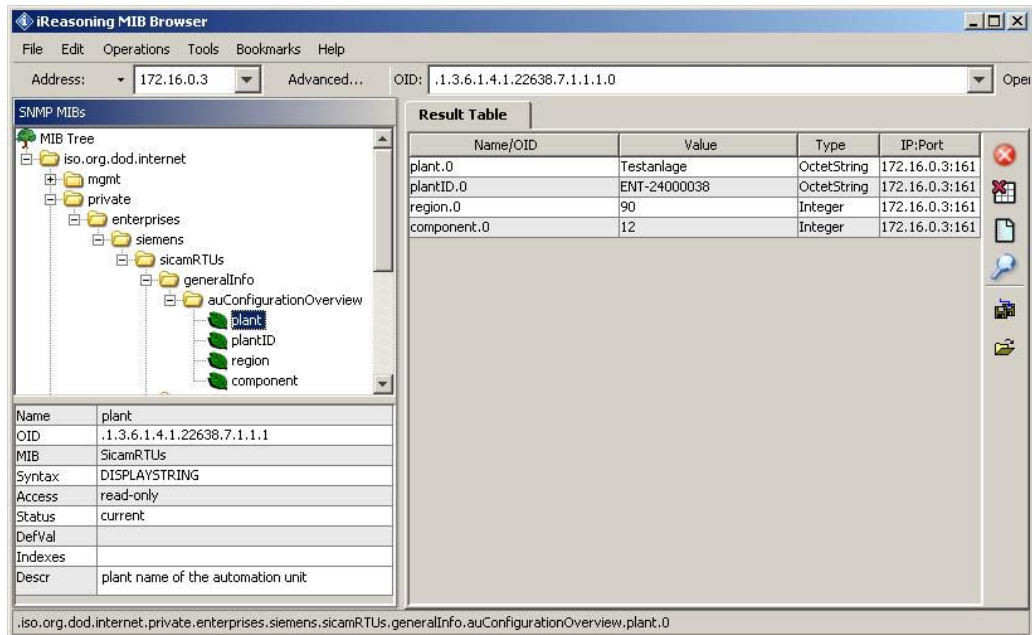 iReasoning MIB Browser
File Edit Operations Tools Bookmarks Help
Address: 172.16.0.3 Advanced... OID: .1.3.6.1.4.1.22638.7.1.1.1.0
SNMP MIBs
MIB Tree
iso.org.dod.internet
mgmt
private
enterprises
siemens
sicamRTUs
generalInfo
auConfigurationOverview
plant
plantID
region
component
Name plant
OID .1.3.6.1.4.1.22638.7.1.1.1
MIB SicamRTUs
Syntax DISPLAYSTRING
Access read-only
Status current
DefVal
Indexes
Descr plant name of the automation unit
Result Table
Name/OID Value Type IP:Port
plant.0 Testanlage OctetString 172.16.0.3:161
plantID.0 ENT-24000038 OctetString 172.16.0.3:161
region.0 90 Integer 172.16.0.3:161
component.0 12 Integer 172.16.0.3:161
.iso.org.dod.internet.private.enterprises.siemens.sicamRTUs.generalInfo.auConfigurationOverview.plant.0